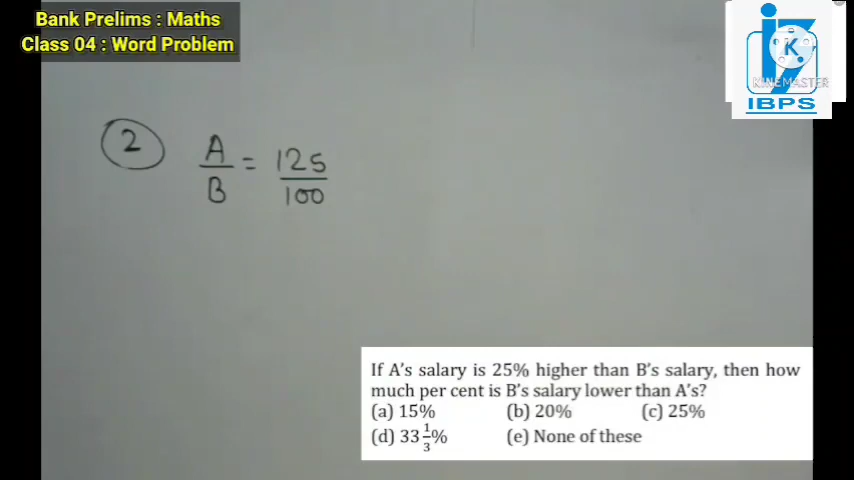 Bank Prelims : Maths
Class 04 : Word Problem
i7
K
KINEMASTER
IBPS
2
A/B = 125/100
If A's salary is 25% higher than B's salary, then how
much per cent is B's salary lower than A's?
(a) 15% (b) 20% (c) 25%
(d) 33 1/3% (e) None of these